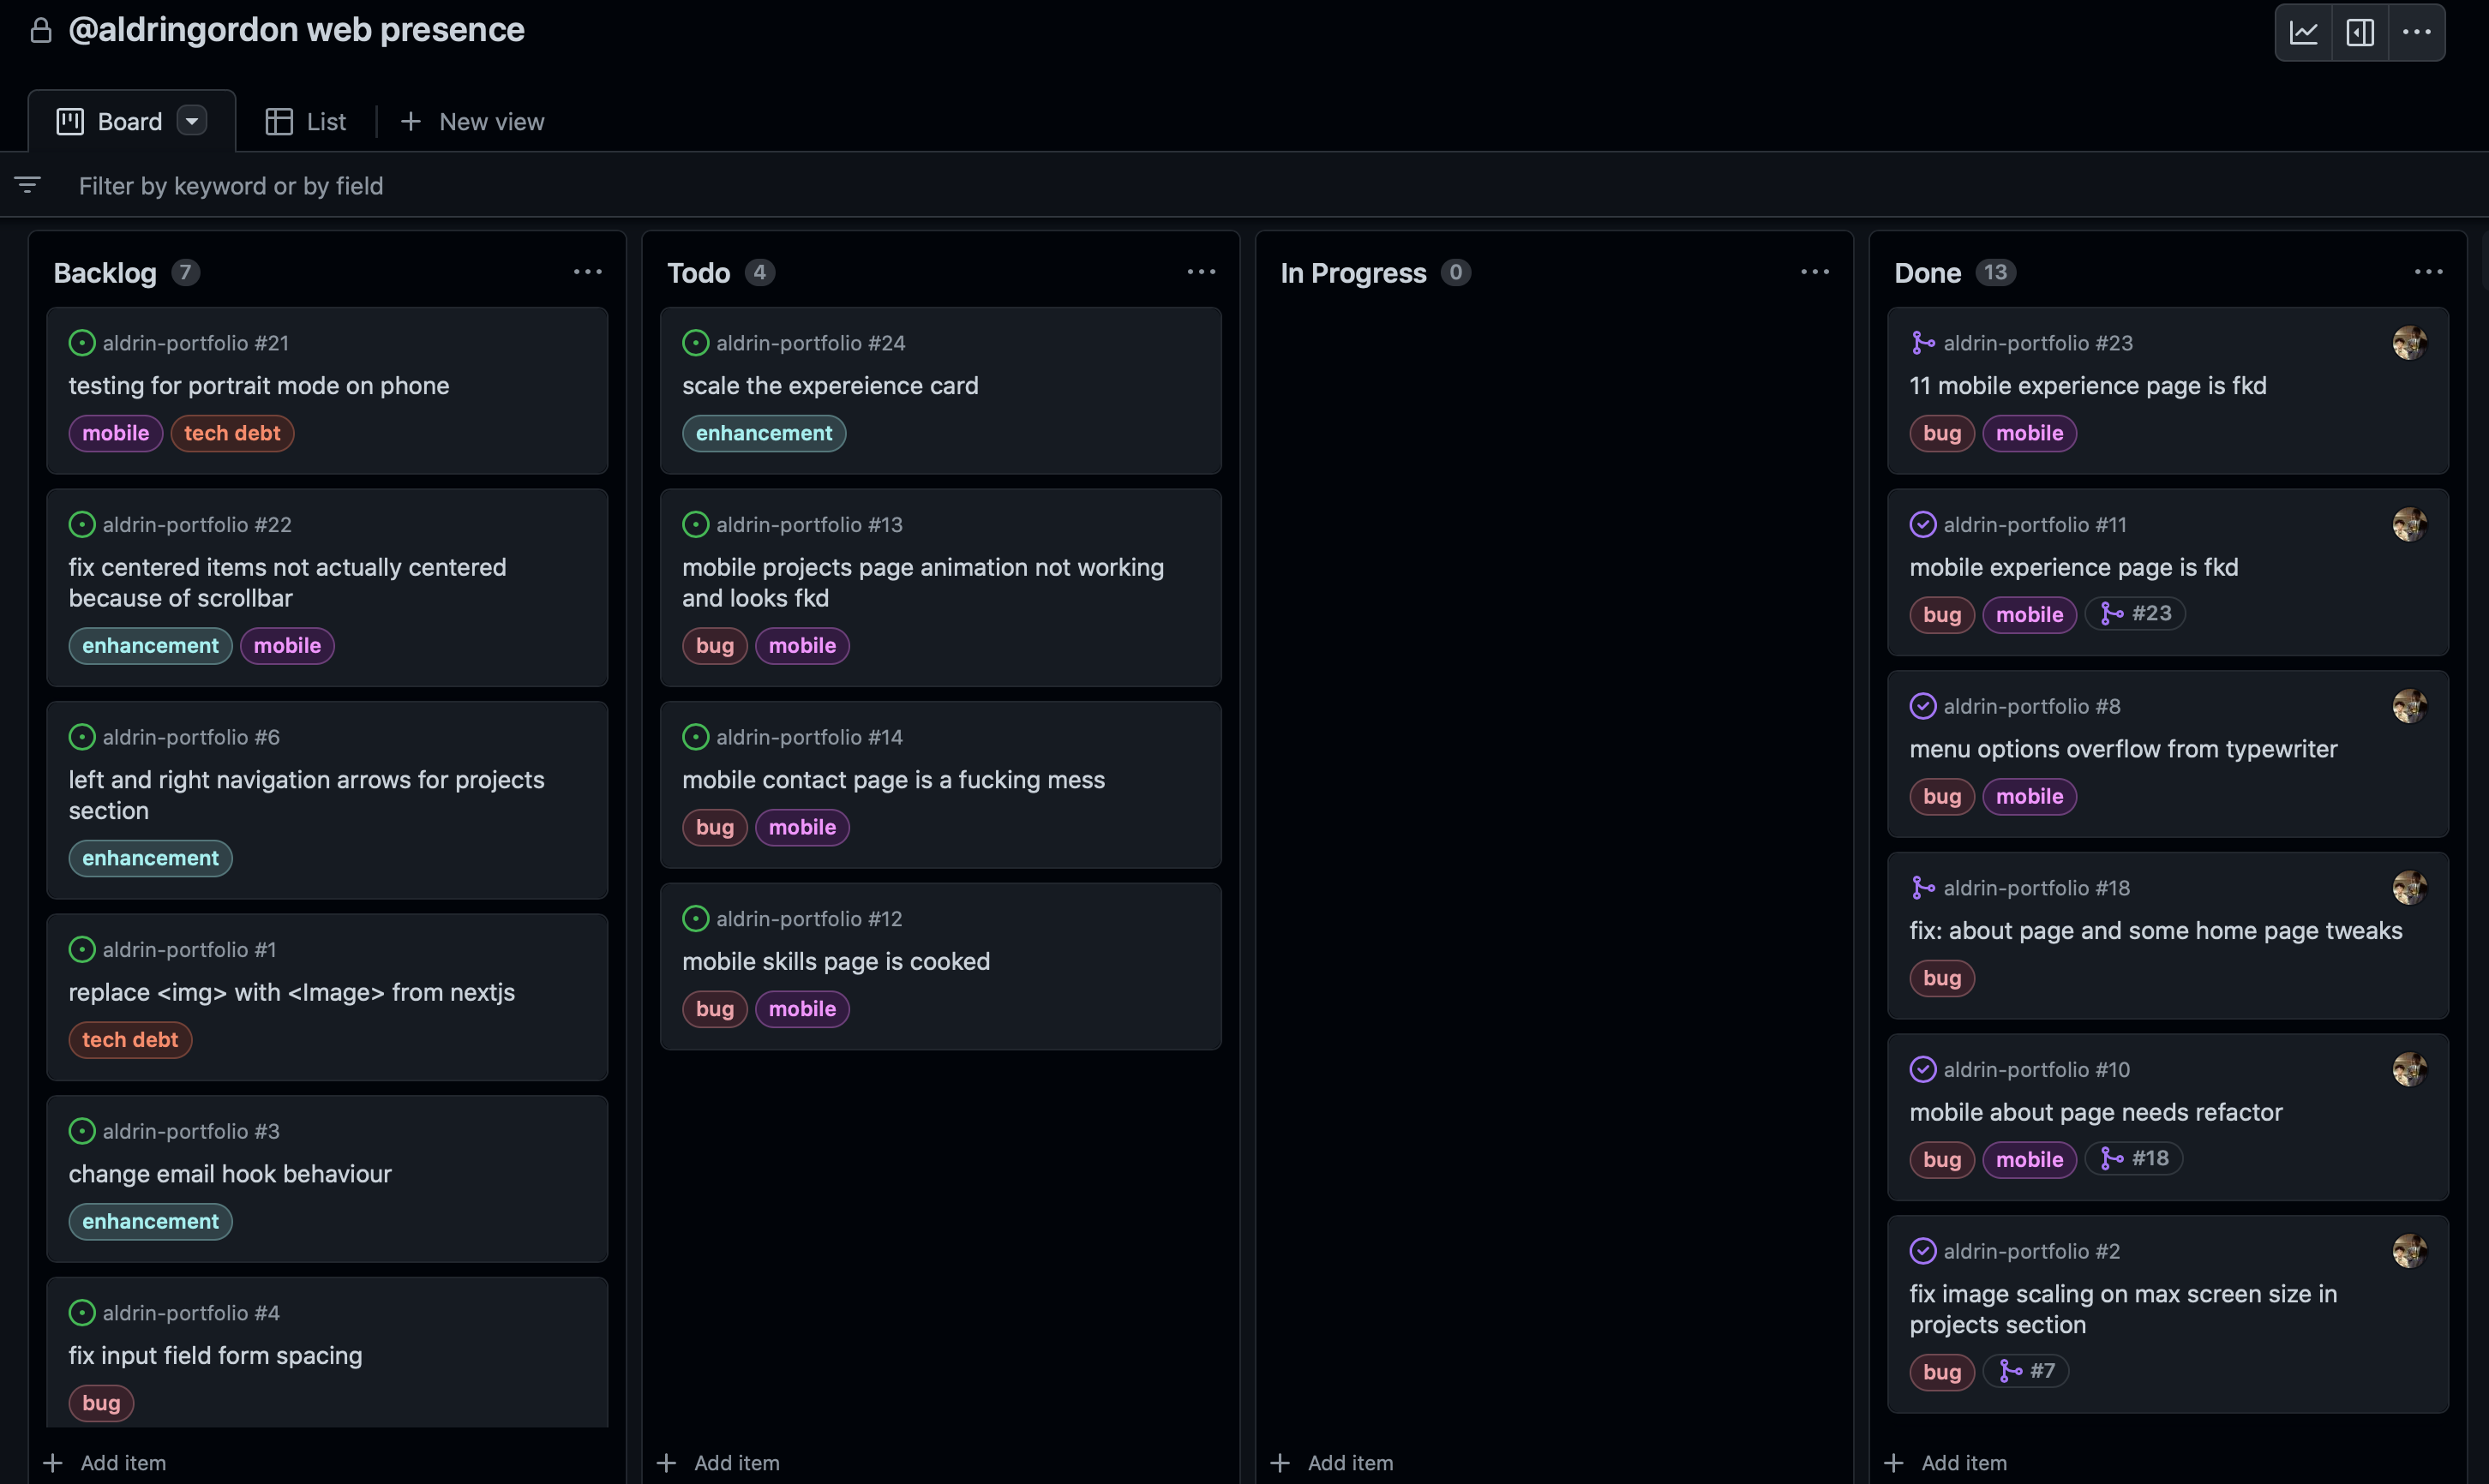 @aldringordon web presence
Board
List
New view
Filter by keyword or by field
Backlog 7
aldrin-portfolio #21
testing for portrait mode on phone
mobile tech debt
aldrin-portfolio #22
fix centered items not actually centered
because of scrollbar
enhancement mobile
aldrin-portfolio #6
left and right navigation arrows for projects
section
enhancement
aldrin-portfolio #1
replace <img> with <Image> from nextjs
tech debt
aldrin-portfolio #3
change email hook behaviour
enhancement
aldrin-portfolio #4
fix input field form spacing
bug
Add item
Todo 4
aldrin-portfolio #24
scale the expereience card
enhancement
aldrin-portfolio #13
mobile projects page animation not working
and looks fkd
bug mobile
aldrin-portfolio #14
mobile contact page is a fucking mess
bug mobile
aldrin-portfolio #12
mobile skills page is cooked
bug mobile
Add item
In Progress 0
Add item
Done 13
aldrin-portfolio #23
11 mobile experience page is fkd
bug mobile
aldrin-portfolio #11
mobile experience page is fkd
bug mobile #23
aldrin-portfolio #8
menu options overflow from typewriter
bug mobile
aldrin-portfolio #18
fix: about page and some home page tweaks
bug
aldrin-portfolio #10
mobile about page needs refactor
bug mobile #18
aldrin-portfolio #2
fix image scaling on max screen size in
projects section
bug #7
Add item